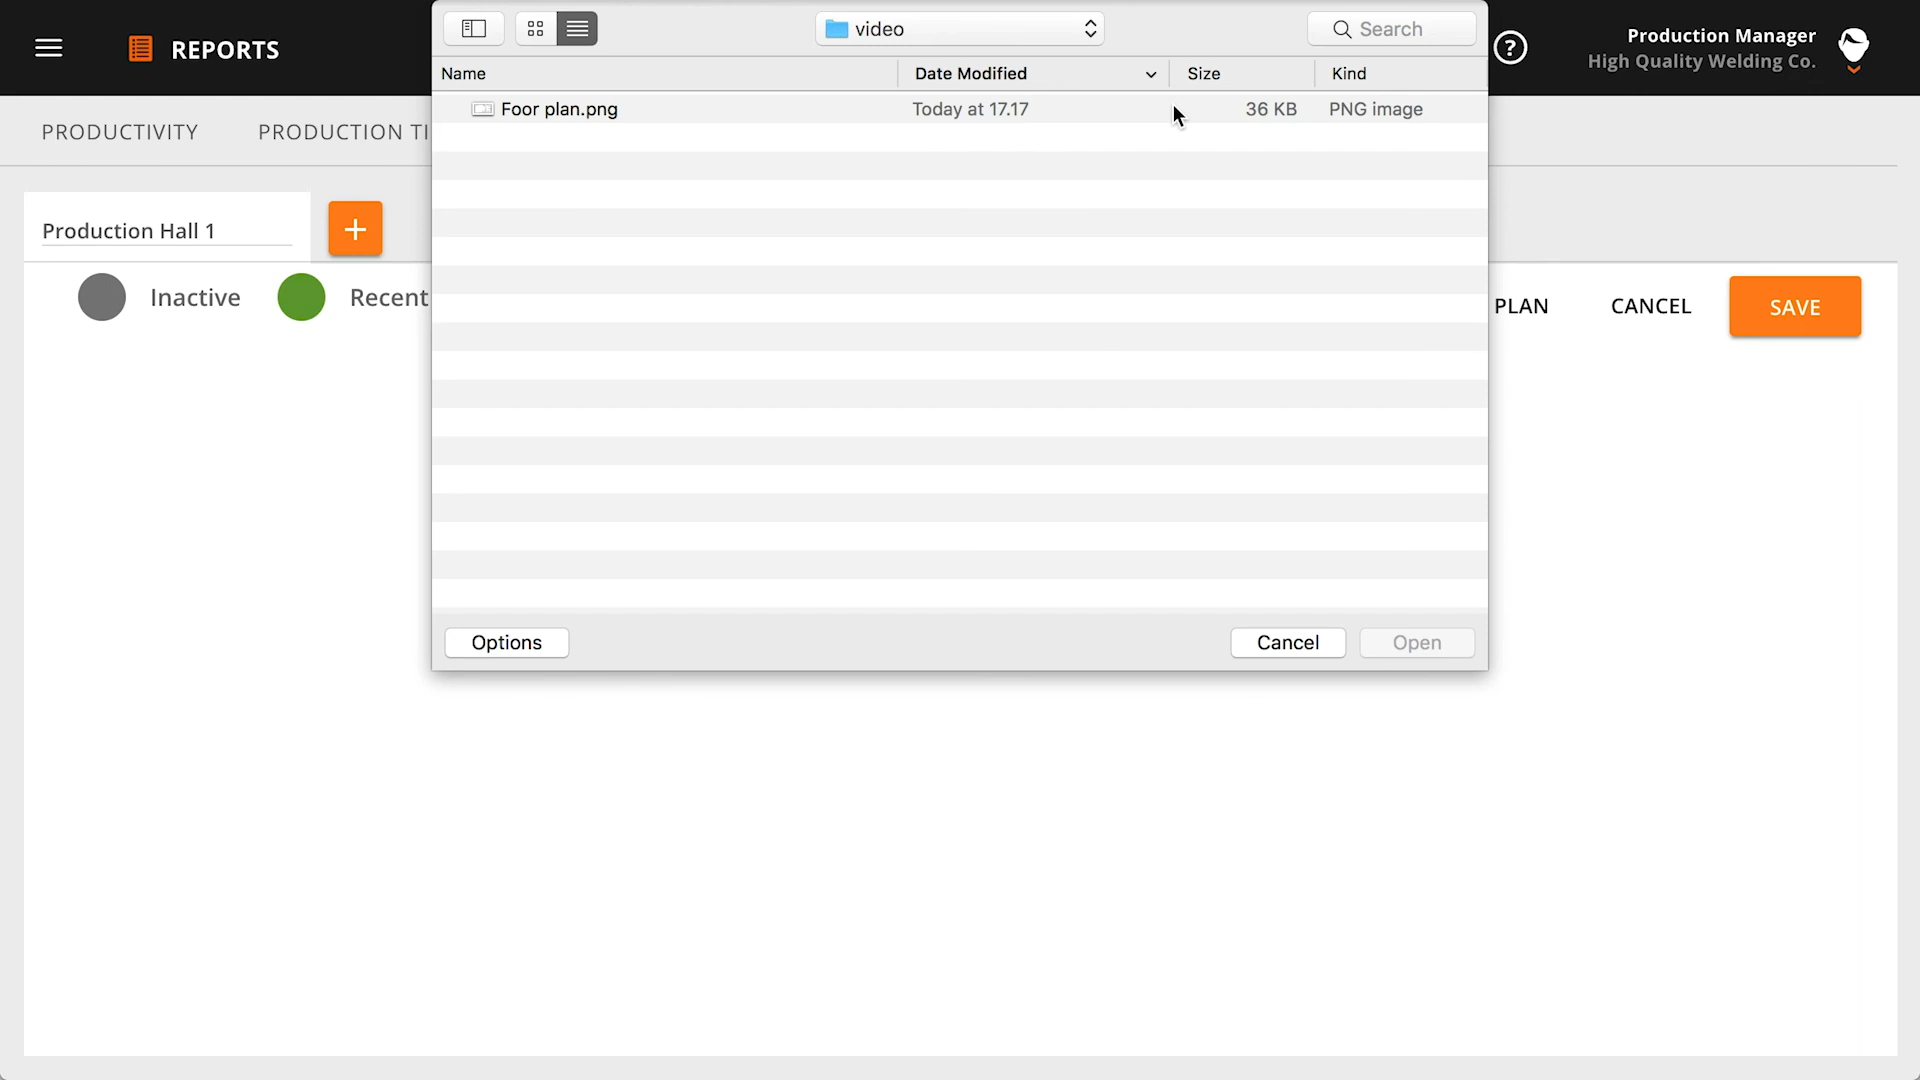 REPORTS
video
Search
?
Production Manager
High Quality Welding Co.
Name
Date Modified
Size
Kind
Foor plan.png
Today at 17.17
36 KB
PNG image
PRODUCTIVITY
PRODUCTION TI
Production Hall 1
+
Inactive
Recent
PLAN
CANCEL
SAVE
Options
Cancel
Open